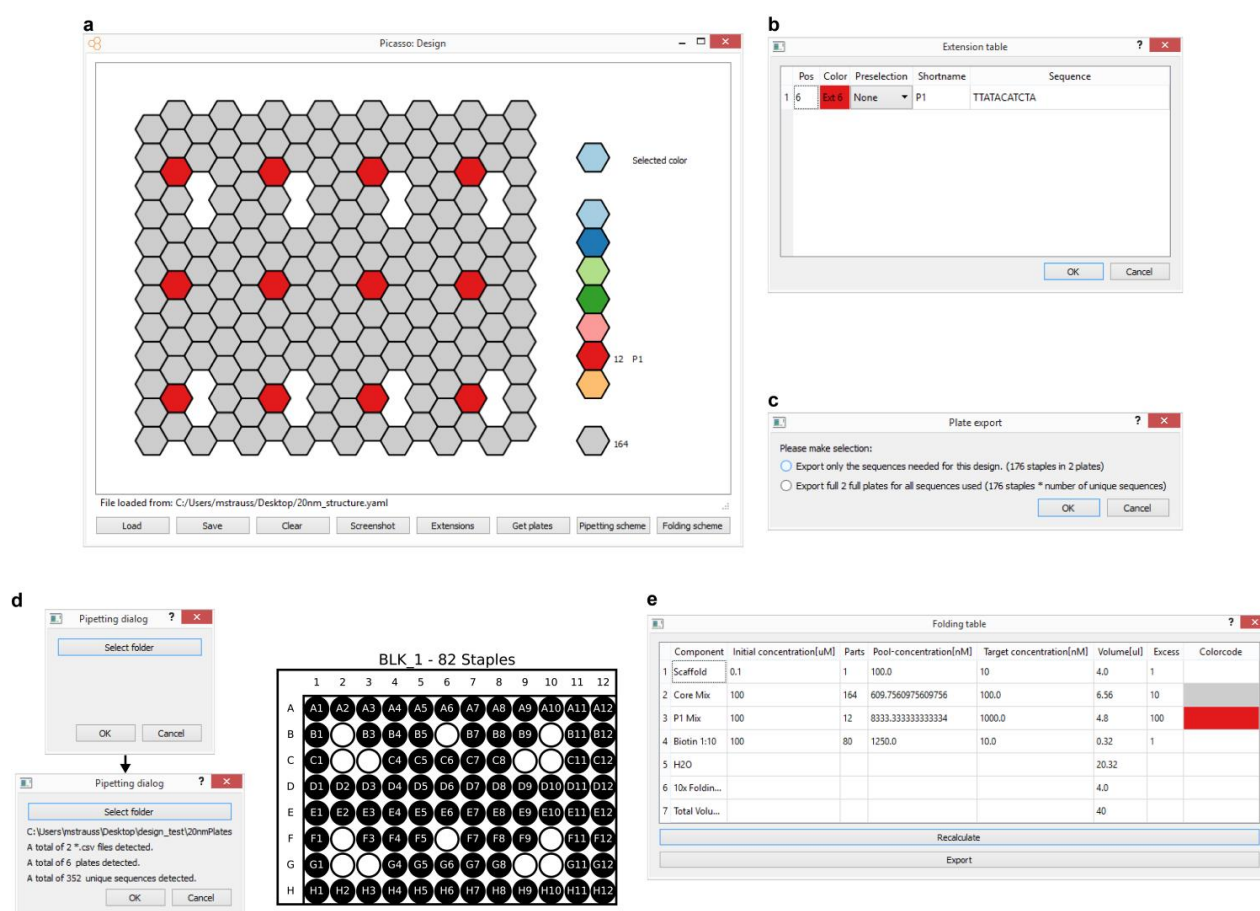 a
Picasso: Design
Selected color
12 P1
164
File loaded from: C:/Users/mstrauss/Desktop/20nm_structure.yaml
Load Save Clear Screenshot Extensions Get plates Pipetting scheme Folding scheme
b
Extension table
Pos Color Preselection Shortname Sequence
1 6 Ext 6 None P1 TTATACATCTA
OK Cancel
c
Plate export
Please make selection:
Export only the sequences needed for this design. (176 staples in 2 plates)
Export full 2 full plates for all sequences used (176 staples * number of unique sequences)
OK Cancel
d
Pipetting dialog
Select folder
OK Cancel
Pipetting dialog
Select folder
C:\Users\mstrauss\Desktop\design_test\20nmPlates
A total of 2 *.csv files detected.
A total of 6 plates detected.
A total of 352 unique sequences detected.
OK Cancel
BLK_1 - 82 Staples
1 2 3 4 5 6 7 8 9 10 11 12
A A1 A2 A3 A4 A5 A6 A7 A8 A9 A10 A11 A12
B B1 B3 B4 B5 B7 B8 B9 B11 B12
C C1 C4 C5 C6 C7 C8 C11 C12
D D1 D2 D3 D4 D5 D6 D7 D8 D9 D10 D11 D12
E E1 E2 E3 E4 E5 E6 E7 E8 E9 E10 E11 E12
F F1 F3 F4 F5 F7 F8 F9 F11 F12
G G1 G4 G5 G6 G7 G8 G11 G12
H H1 H2 H3 H4 H5 H6 H7 H8 H9 H10 H11 H12
e
Folding table
Component Initial concentration[uM] Parts Pool-concentration[nM] Target concentration[nM] Volume[ul] Excess Colorcode
1 Scaffold 0.1 1 100.0 10 4.0 1
2 Core Mix 100 164 609.7560975609756 100.0 6.56 10
3 P1 Mix 100 12 8333.333333333334 1000.0 4.8 100
4 Biotin 1:10 100 80 1250.0 10.0 0.32 1
5 H2O 20.32
6 10x Foldin... 4.0
7 Total Volu... 40
Recalculate
Export